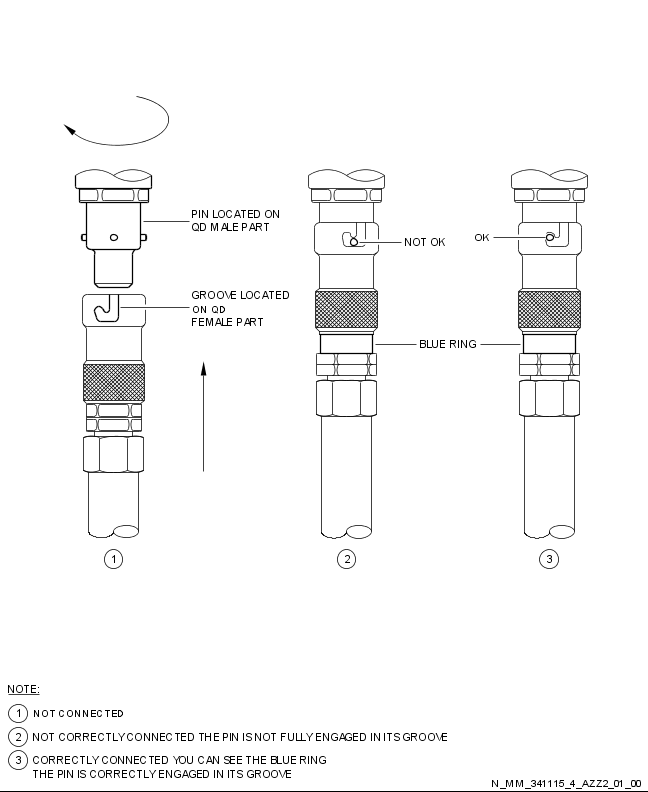 PIN LOCATED ON
QD MALE PART
NOT OK
OK
GROOVE LOCATED
ON QD
FEMALE PART
BLUE RING
1
2
3
NOTE:
1 NOT CONNECTED
2 NOT CORRECTLY CONNECTED THE PIN IS NOT FULLY ENGAGED IN ITS GROOVE
3 CORRECTLY CONNECTED YOU CAN SEE THE BLUE RING
THE PIN IS CORRECTLY ENGAGED IN ITS GROOVE
N_MM_341115_4_AZZ2_01_00